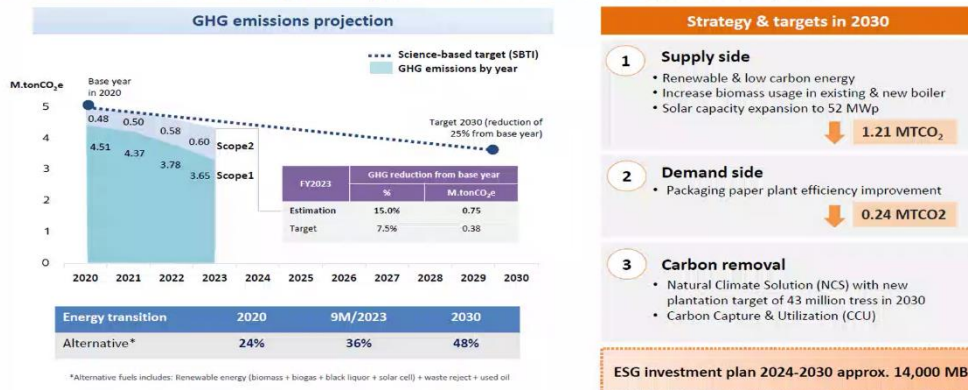 GHG emissions projection
Science-based target (SBTI)
GHG emissions by year
M.tonCO₂e
Base year
in 2020
5
4
3
2
1
0
0.48
0.50
0.58
0.60
Scope2
4.51
4.37
3.78
3.65
Scope1
Target 2030 (reduction of
25% from base year)
FY2023 GHG reduction from base year
% M.tonCO₂e
Estimation 15.0% 0.75
Target 7.5% 0.38
2020 2021 2022 2023 2024 2025 2026 2027 2028 2029 2030
Energy transition 2020 9M/2023 2030
Alternative* 24% 36% 48%
*Alternative fuels includes: Renewable energy (biomass + biogas + black liquor + solar cell) + waste reject + used oil
Strategy & targets in 2030
1 Supply side
• Renewable & low carbon energy
• Increase biomass usage in existing & new boiler
• Solar capacity expansion to 52 MWp
1.21 MTCO₂
2 Demand side
• Packaging paper plant efficiency improvement
0.24 MTCO2
3 Carbon removal
• Natural Climate Solution (NCS) with new
plantation target of 43 million tress in 2030
• Carbon Capture & Utilization (CCU)
ESG investment plan 2024-2030 approx. 14,000 MB